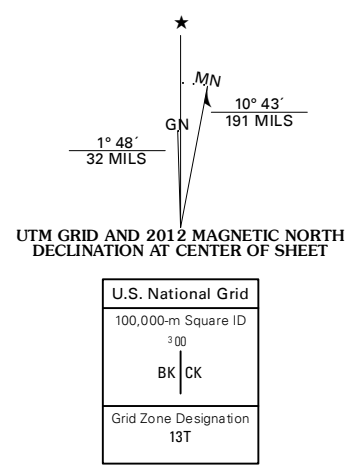 ★
MN
GN
10° 43´
191 MILS
1° 48´
32 MILS
UTM GRID AND 2012 MAGNETIC NORTH
DECLINATION AT CENTER OF SHEET
U.S. National Grid
100,000-m Square ID
³00
BK CK
Grid Zone Designation
13T